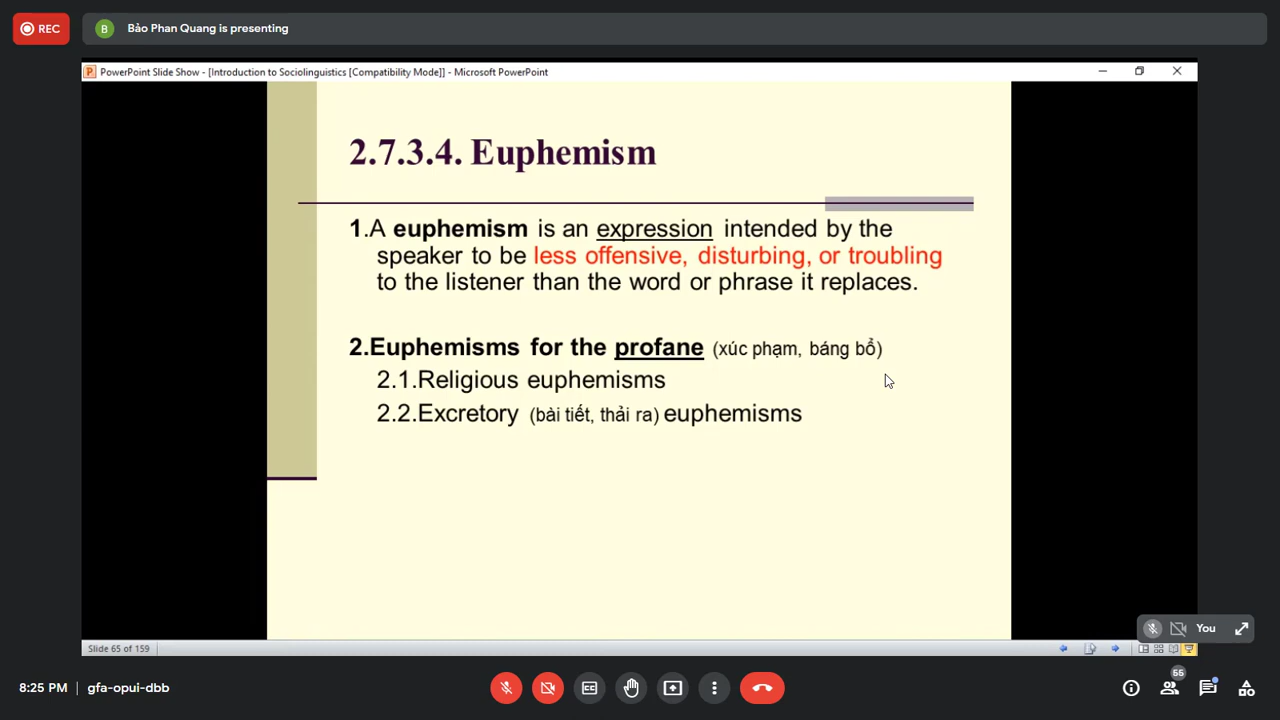 REC
B
Bảo Phan Quang is presenting
P PowerPoint Slide Show - [Introduction to Sociolinguistics [Compatibility Mode]] - Microsoft PowerPoint
2.7.3.4. Euphemism
1.A euphemism is an expression intended by the
speaker to be less offensive, disturbing, or troubling
to the listener than the word or phrase it replaces.
2.Euphemisms for the profane (xúc phạm, báng bổ)
2.1.Religious euphemisms
2.2.Excretory (bài tiết, thải ra) euphemisms
You
Slide 65 of 159
8:25 PM | gfa-opui-dbb
CC
55